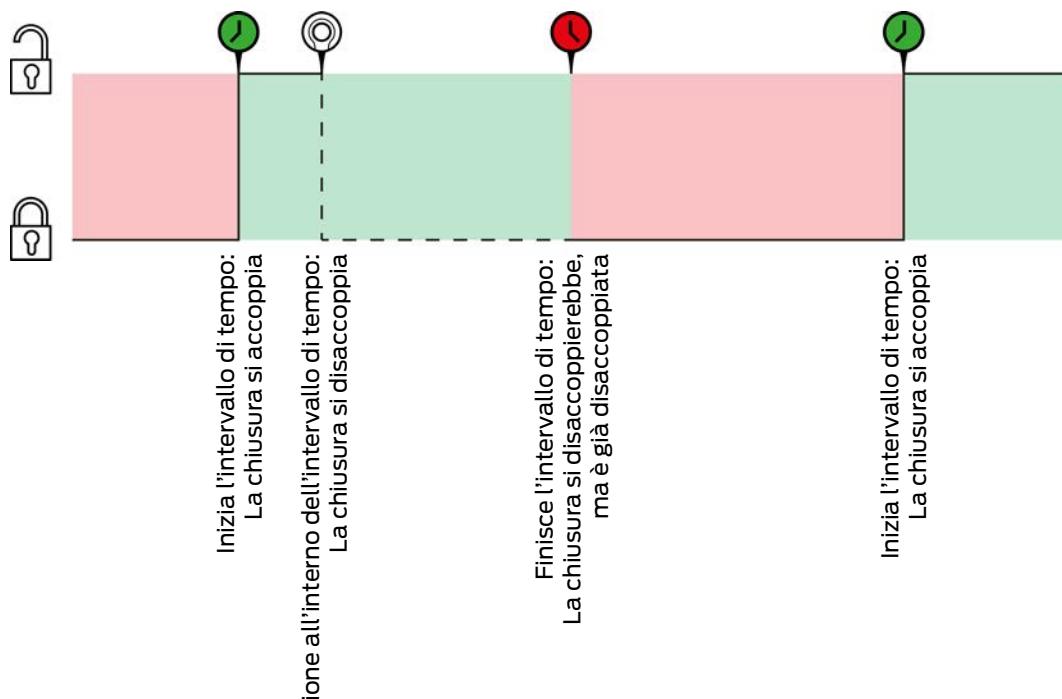 Inizia l'intervallo di tempo:
La chiusura si accoppia
all'interno dell'intervallo di tempo:
La chiusura si disaccoppia
Finisce l'intervallo di tempo:
La chiusura si disaccoppierebbe,
ma è già disaccoppiata
Inizia l'intervallo di tempo:
La chiusura si accoppia